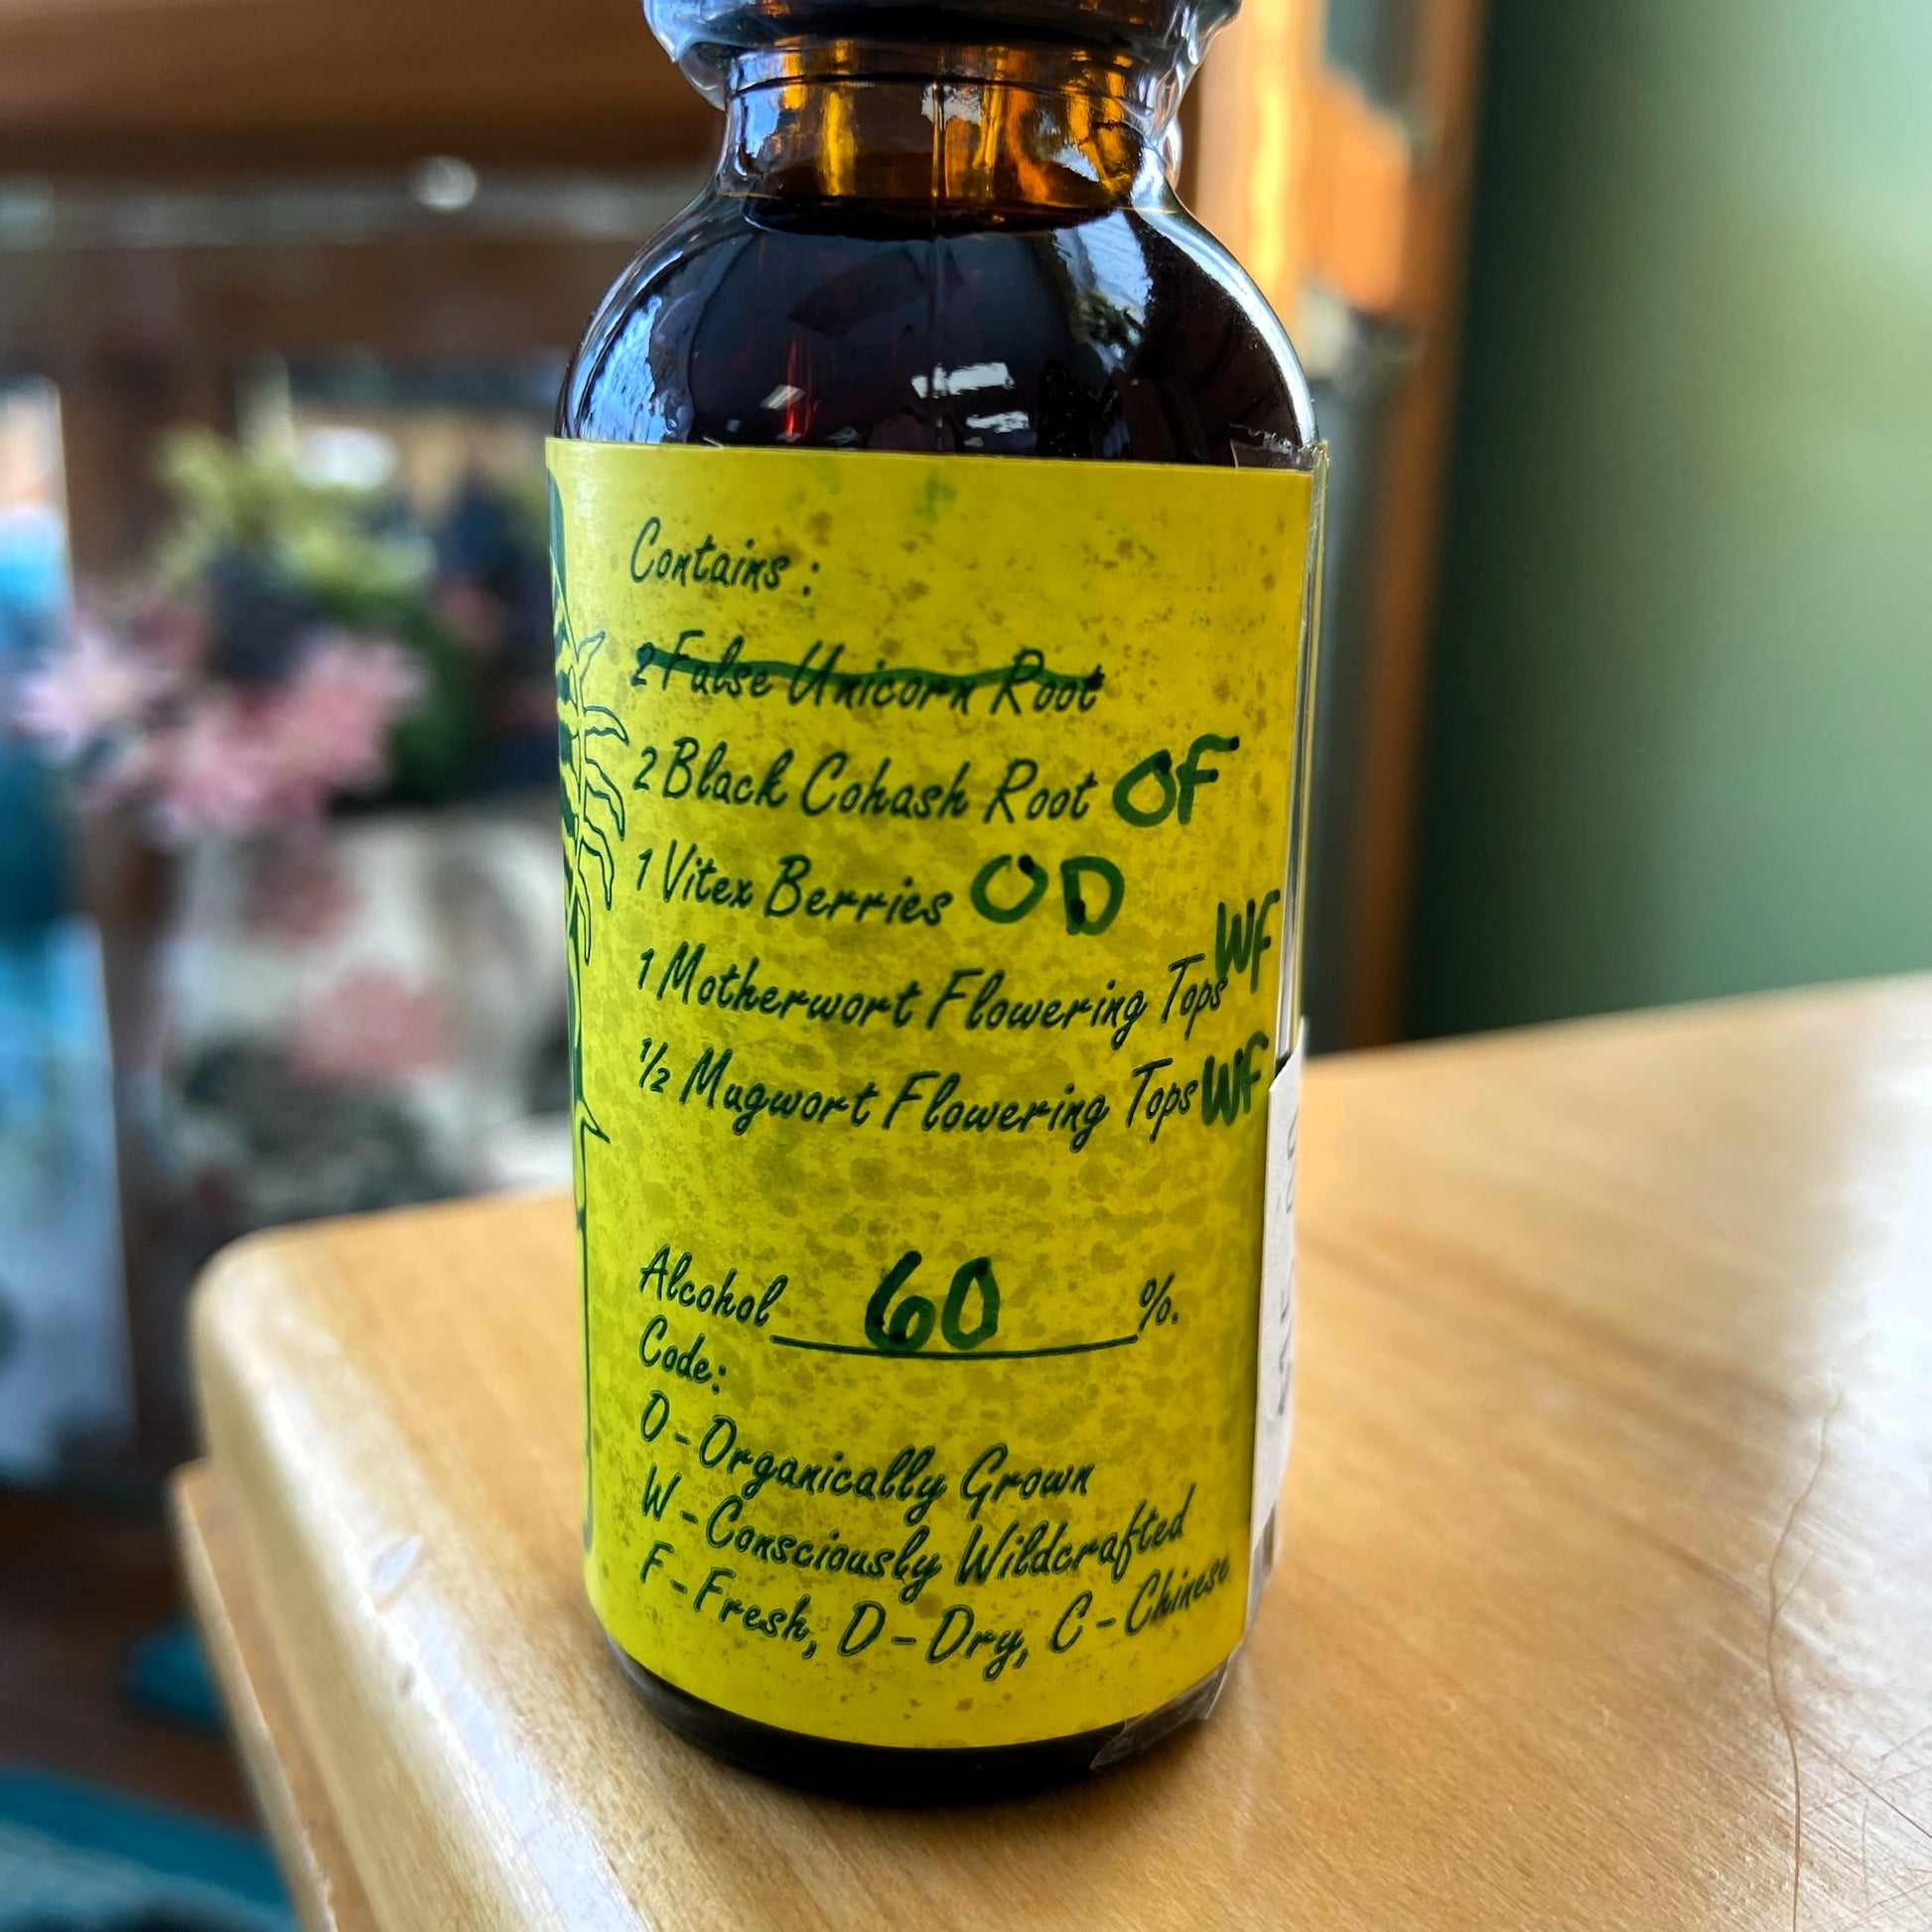 Contains :
2 False Unicorn Root
2 Black Cohash Root OF
1 Vitex Berries OD
1 Motherwort Flowering Tops WF
½ Mugwort Flowering Tops WF
Alcohol 60 %.
Code:
O - Organically Grown
W - Consciously Wildcrafted
F - Fresh, D - Dry, C - Chinese